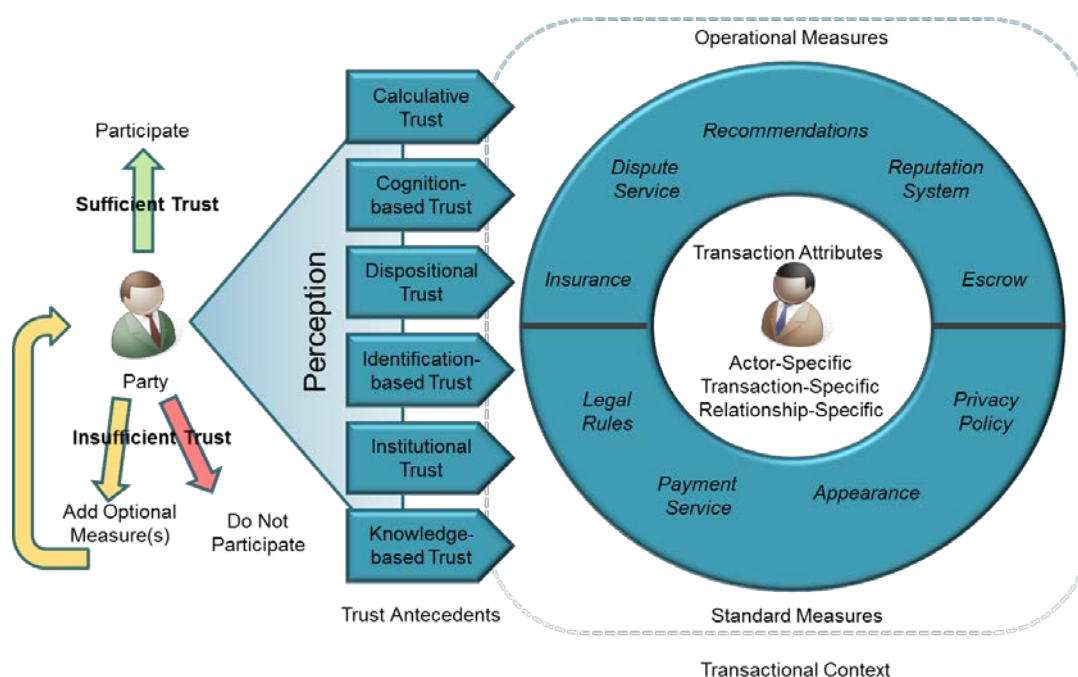 Participate
Sufficient Trust
Party
Insufficient Trust
Add Optional
Measure(s)
Do Not
Participate
Perception
Calculative
Trust
Cognition-
based Trust
Dispositional
Trust
Identification-
based Trust
Institutional
Trust
Knowledge-
based Trust
Trust Antecedents
Operational Measures
Recommendations
Dispute
Service
Reputation
System
Insurance
Escrow
Transaction Attributes
Actor-Specific
Transaction-Specific
Relationship-Specific
Legal
Rules
Privacy
Policy
Payment
Service
Appearance
Standard Measures
Transactional Context